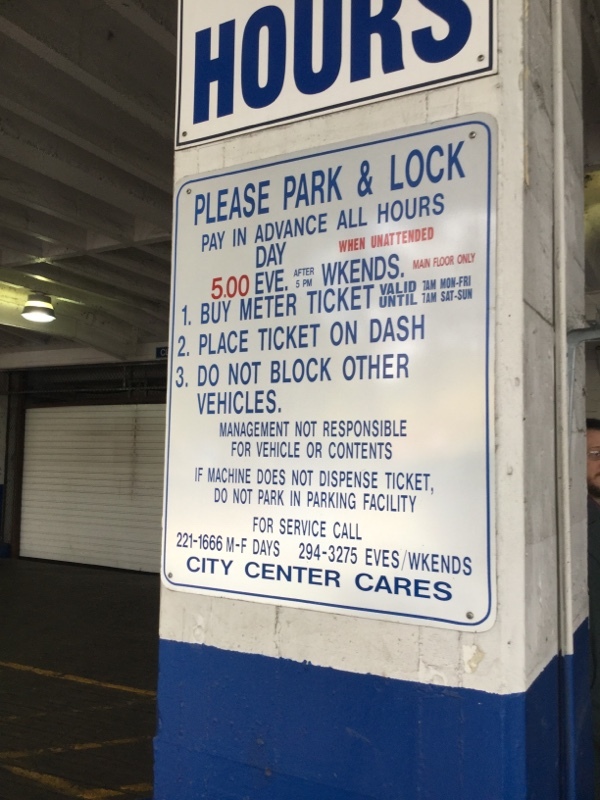 HOURS
PLEASE PARK & LOCK
PAY IN ADVANCE ALL HOURS
DAY WHEN UNATTENDED
5.00 EVE. AFTER 5 PM WKENDS. MAIN FLOOR ONLY
1. BUY METER TICKET VALID 7AM MON-FRI
UNTIL 7AM SAT-SUN
2. PLACE TICKET ON DASH
3. DO NOT BLOCK OTHER
VEHICLES.
MANAGEMENT NOT RESPONSIBLE
FOR VEHICLE OR CONTENTS
IF MACHINE DOES NOT DISPENSE TICKET,
DO NOT PARK IN PARKING FACILITY
FOR SERVICE CALL
221-1666 M-F DAYS 294-3275 EVES/WKENDS
CITY CENTER CARES